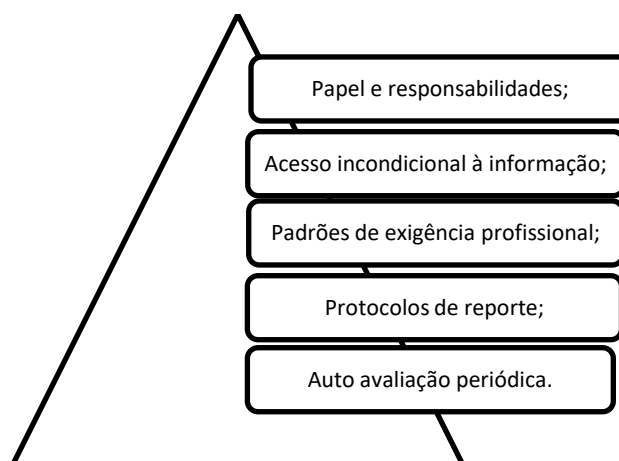 Papel e responsabilidades;
Acesso incondicional à informação;
Padrões de exigência profissional;
Protocolos de reporte;
Auto avaliação periódica.